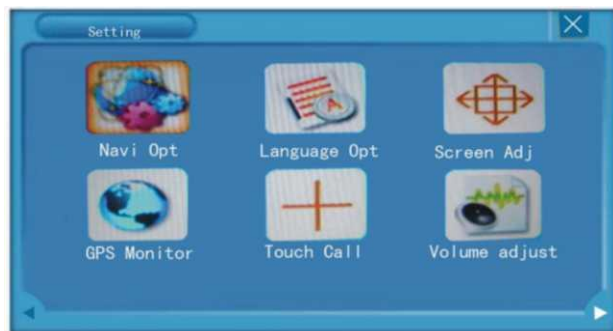 Setting
Navi Opt
Language Opt
Screen Adj
GPS Monitor
Touch Call
Volume adjust